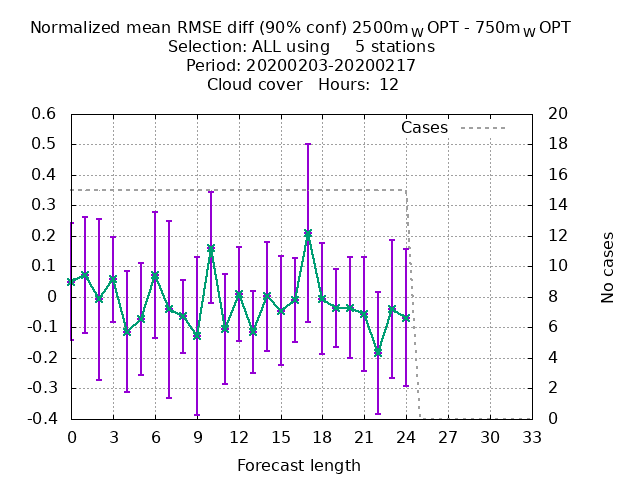 Normalized mean RMSE diff (90% conf) 2500m_W OPT - 750m_W OPT
Selection: ALL using     5 stations
Period: 20200203-20200217
Cloud cover   Hours:  12
Cases
0.6
0.5
0.4
0.3
0.2
0.1
0
-0.1
-0.2
-0.3
-0.4
20
18
16
14
12
10
8
6
4
2
0
No cases
0 3 6 9 12 15 18 21 24 27 30 33
Forecast length